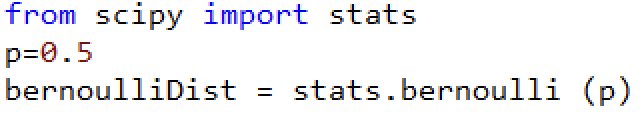 from scipy import stats
p=0.5
bernoulliDist = stats.bernoulli (p)